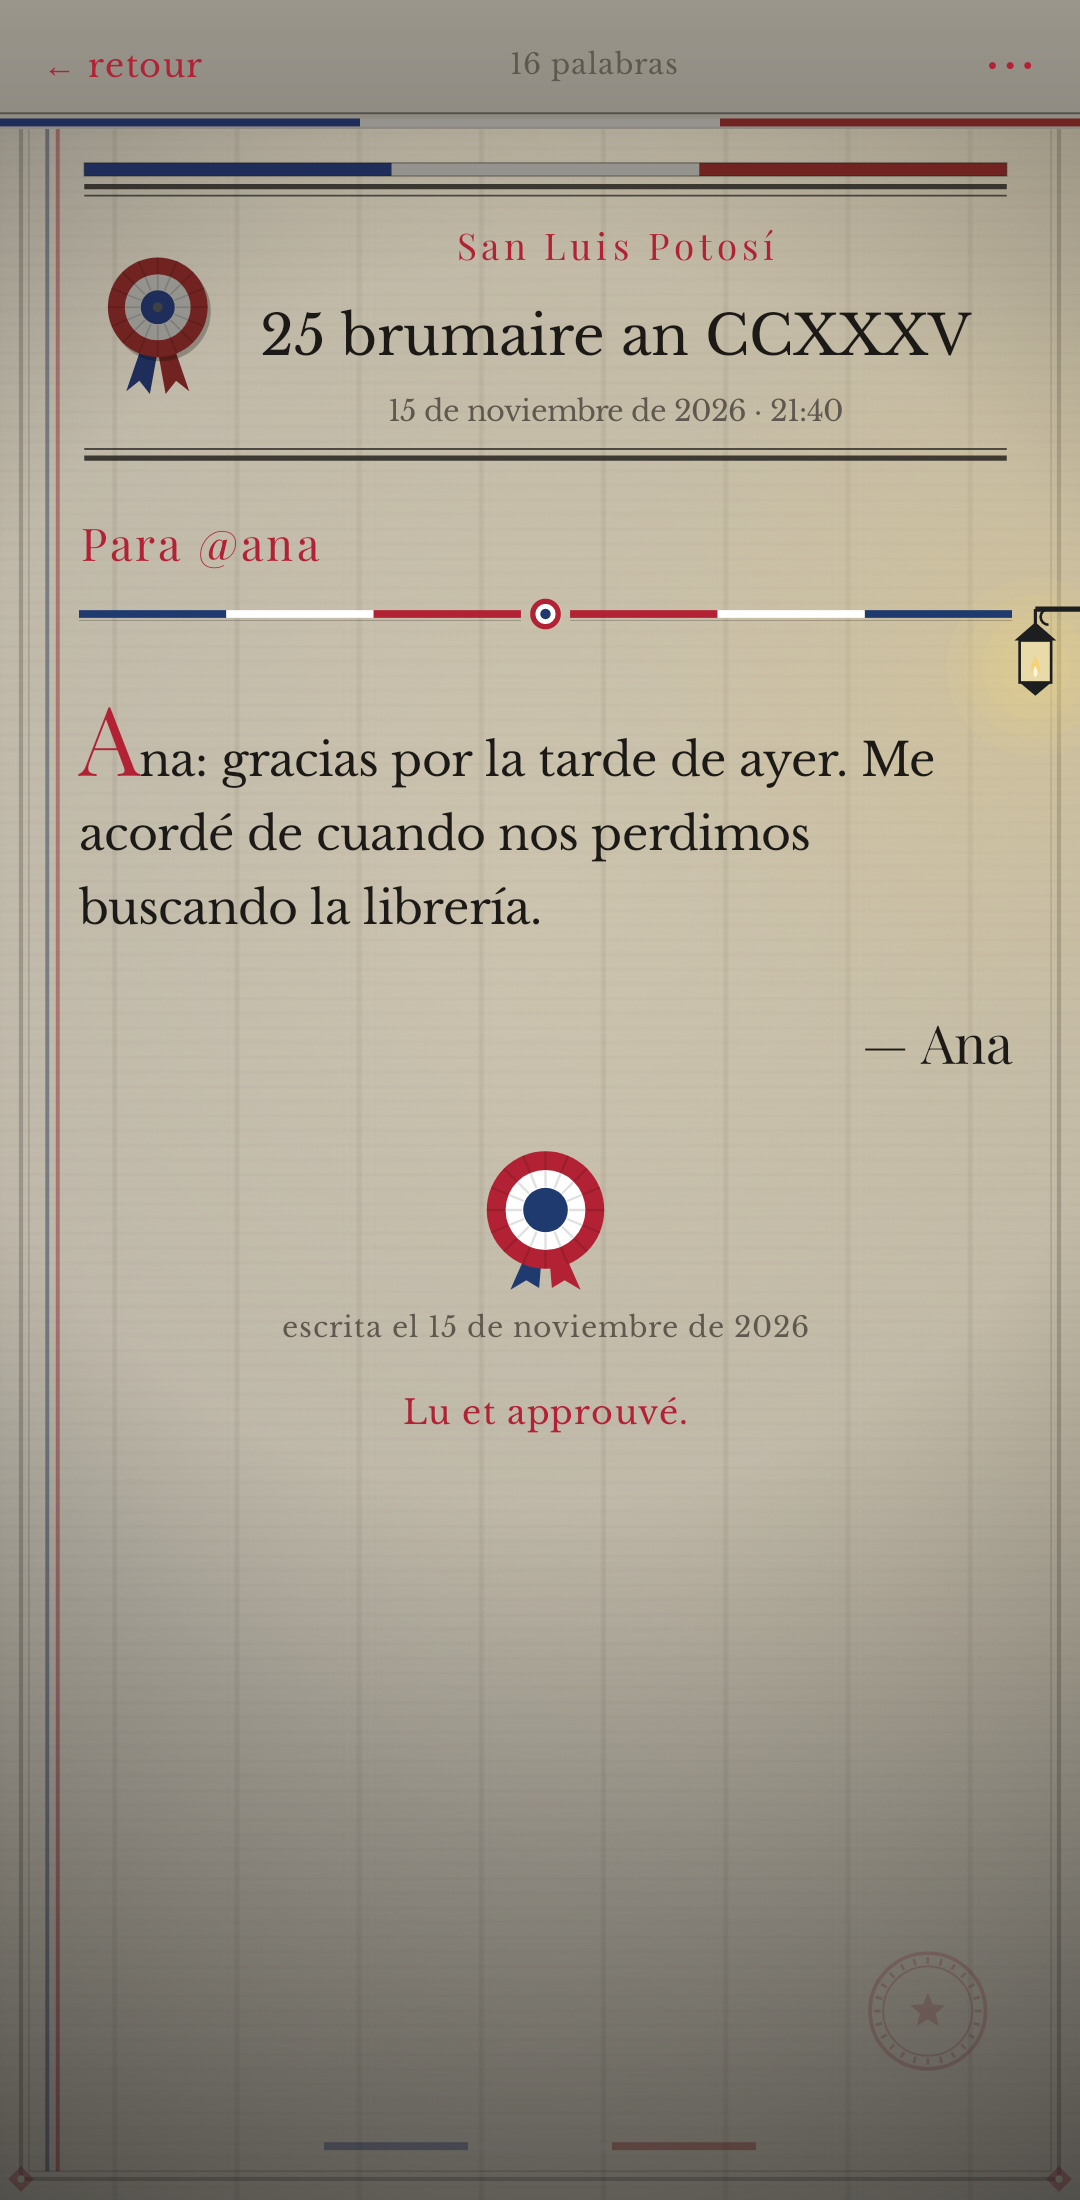 ← retour
16 palabras
...
San Luis Potosí
25 brumaire an CCXXXV
15 de noviembre de 2026 · 21:40
Para @ana
Ana: gracias por la tarde de ayer. Me
acordé de cuando nos perdimos
buscando la librería.
— Ana
escrita el 15 de noviembre de 2026
Lu et approuvé.